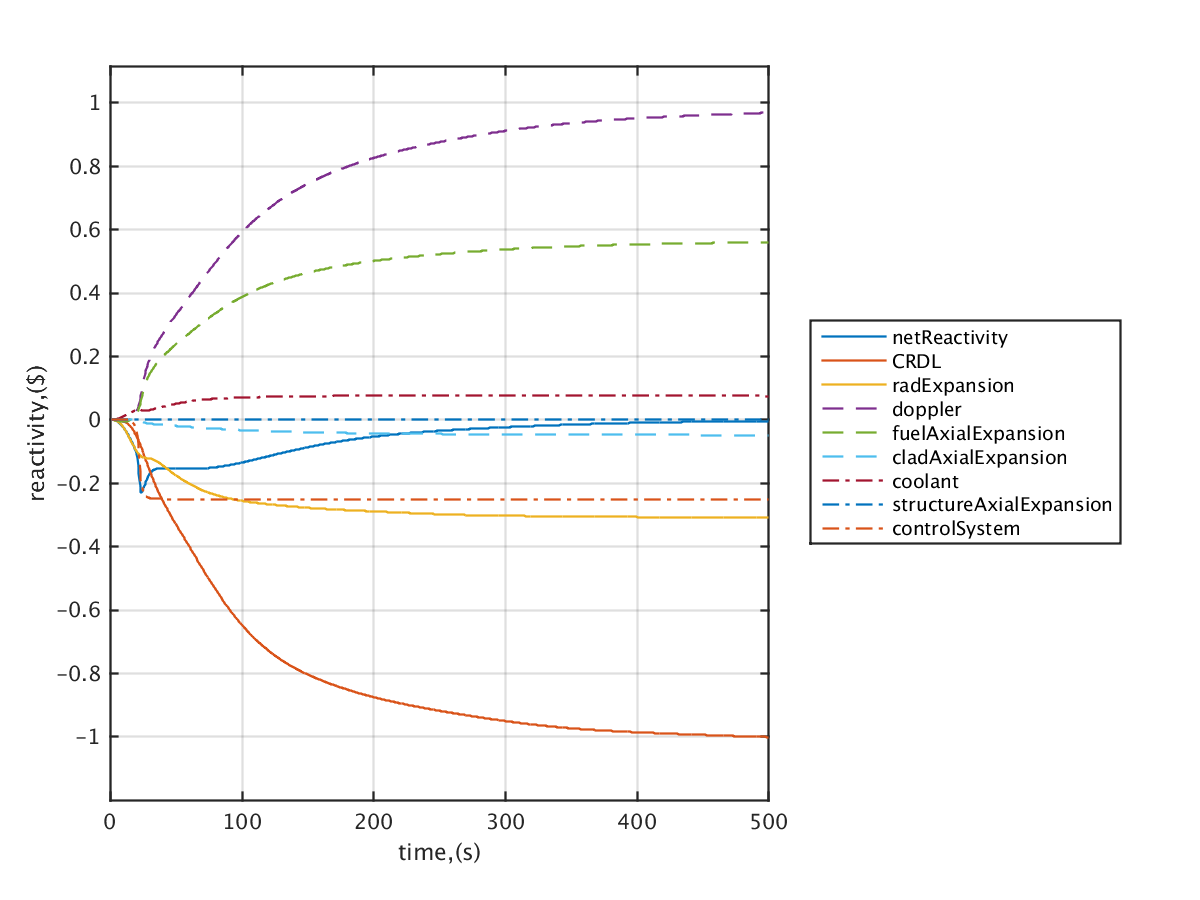 1
0.8
0.6
0.4
0.2
0
−0.2
−0.4
−0.6
−0.8
−1
reactivity,($)
0 100 200 300 400 500
time,(s)
netReactivity
CRDL
radExpansion
doppler
fuelAxialExpansion
cladAxialExpansion
coolant
structureAxialExpansion
controlSystem